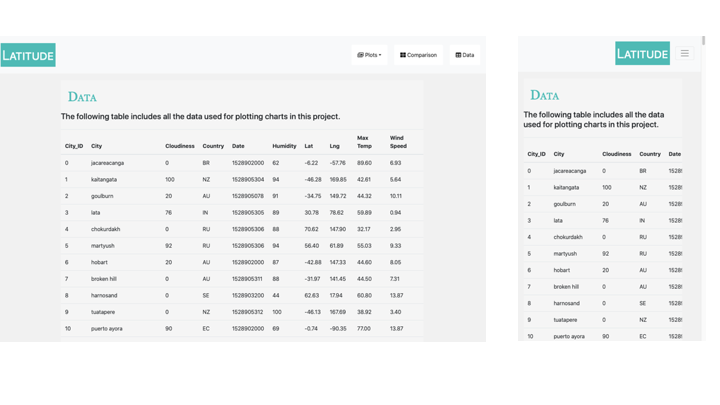 LATITUDE
Plots
Comparison
Data
DATA
The following table includes all the data used for plotting charts in this project.
City_ID City Cloudiness Country Date Humidity Lat Lng Max Temp Wind Speed
0 jacareacanga 0 BR 1528902000 62 -6.22 -57.76 89.60 6.93
1 kaitangata 100 NZ 1528905304 94 -46.28 169.85 42.61 5.64
2 goulburn 20 AU 1528905078 91 -34.75 149.72 44.32 10.11
3 lata 76 IN 1528905305 89 30.78 78.62 59.89 0.94
4 chokurdakh 0 RU 1528905306 88 70.62 147.90 32.17 2.95
5 martyush 92 RU 1528905306 94 56.40 61.89 55.03 9.33
6 hobart 20 AU 1528902000 87 -42.88 147.33 44.60 8.05
7 broken hill 0 AU 1528905311 88 -31.97 141.45 44.50 7.31
8 harnosand 0 SE 1528903200 44 62.63 17.94 60.80 13.87
9 tuatapere 0 NZ 1528905312 100 -46.13 167.69 38.92 3.40
10 puerto ayora 90 EC 1528902000 69 -0.74 -90.35 77.00 13.87
LATITUDE
DATA
The following table includes all the data
used for plotting charts in this project.
City_ID City Cloudiness Country Date
0 jacareacanga 0 BR 1528
1 kaitangata 100 NZ 1528
2 goulburn 20 AU 1528
3 lata 76 IN 1528
4 chokurdakh 0 RU 1528
5 martyush 92 RU 1528
6 hobart 20 AU 1528
7 broken hill 0 AU 1528
8 harnosand 0 SE 1528
9 tuatapere 0 NZ 1528
10 puerto ayora 90 EC 1528